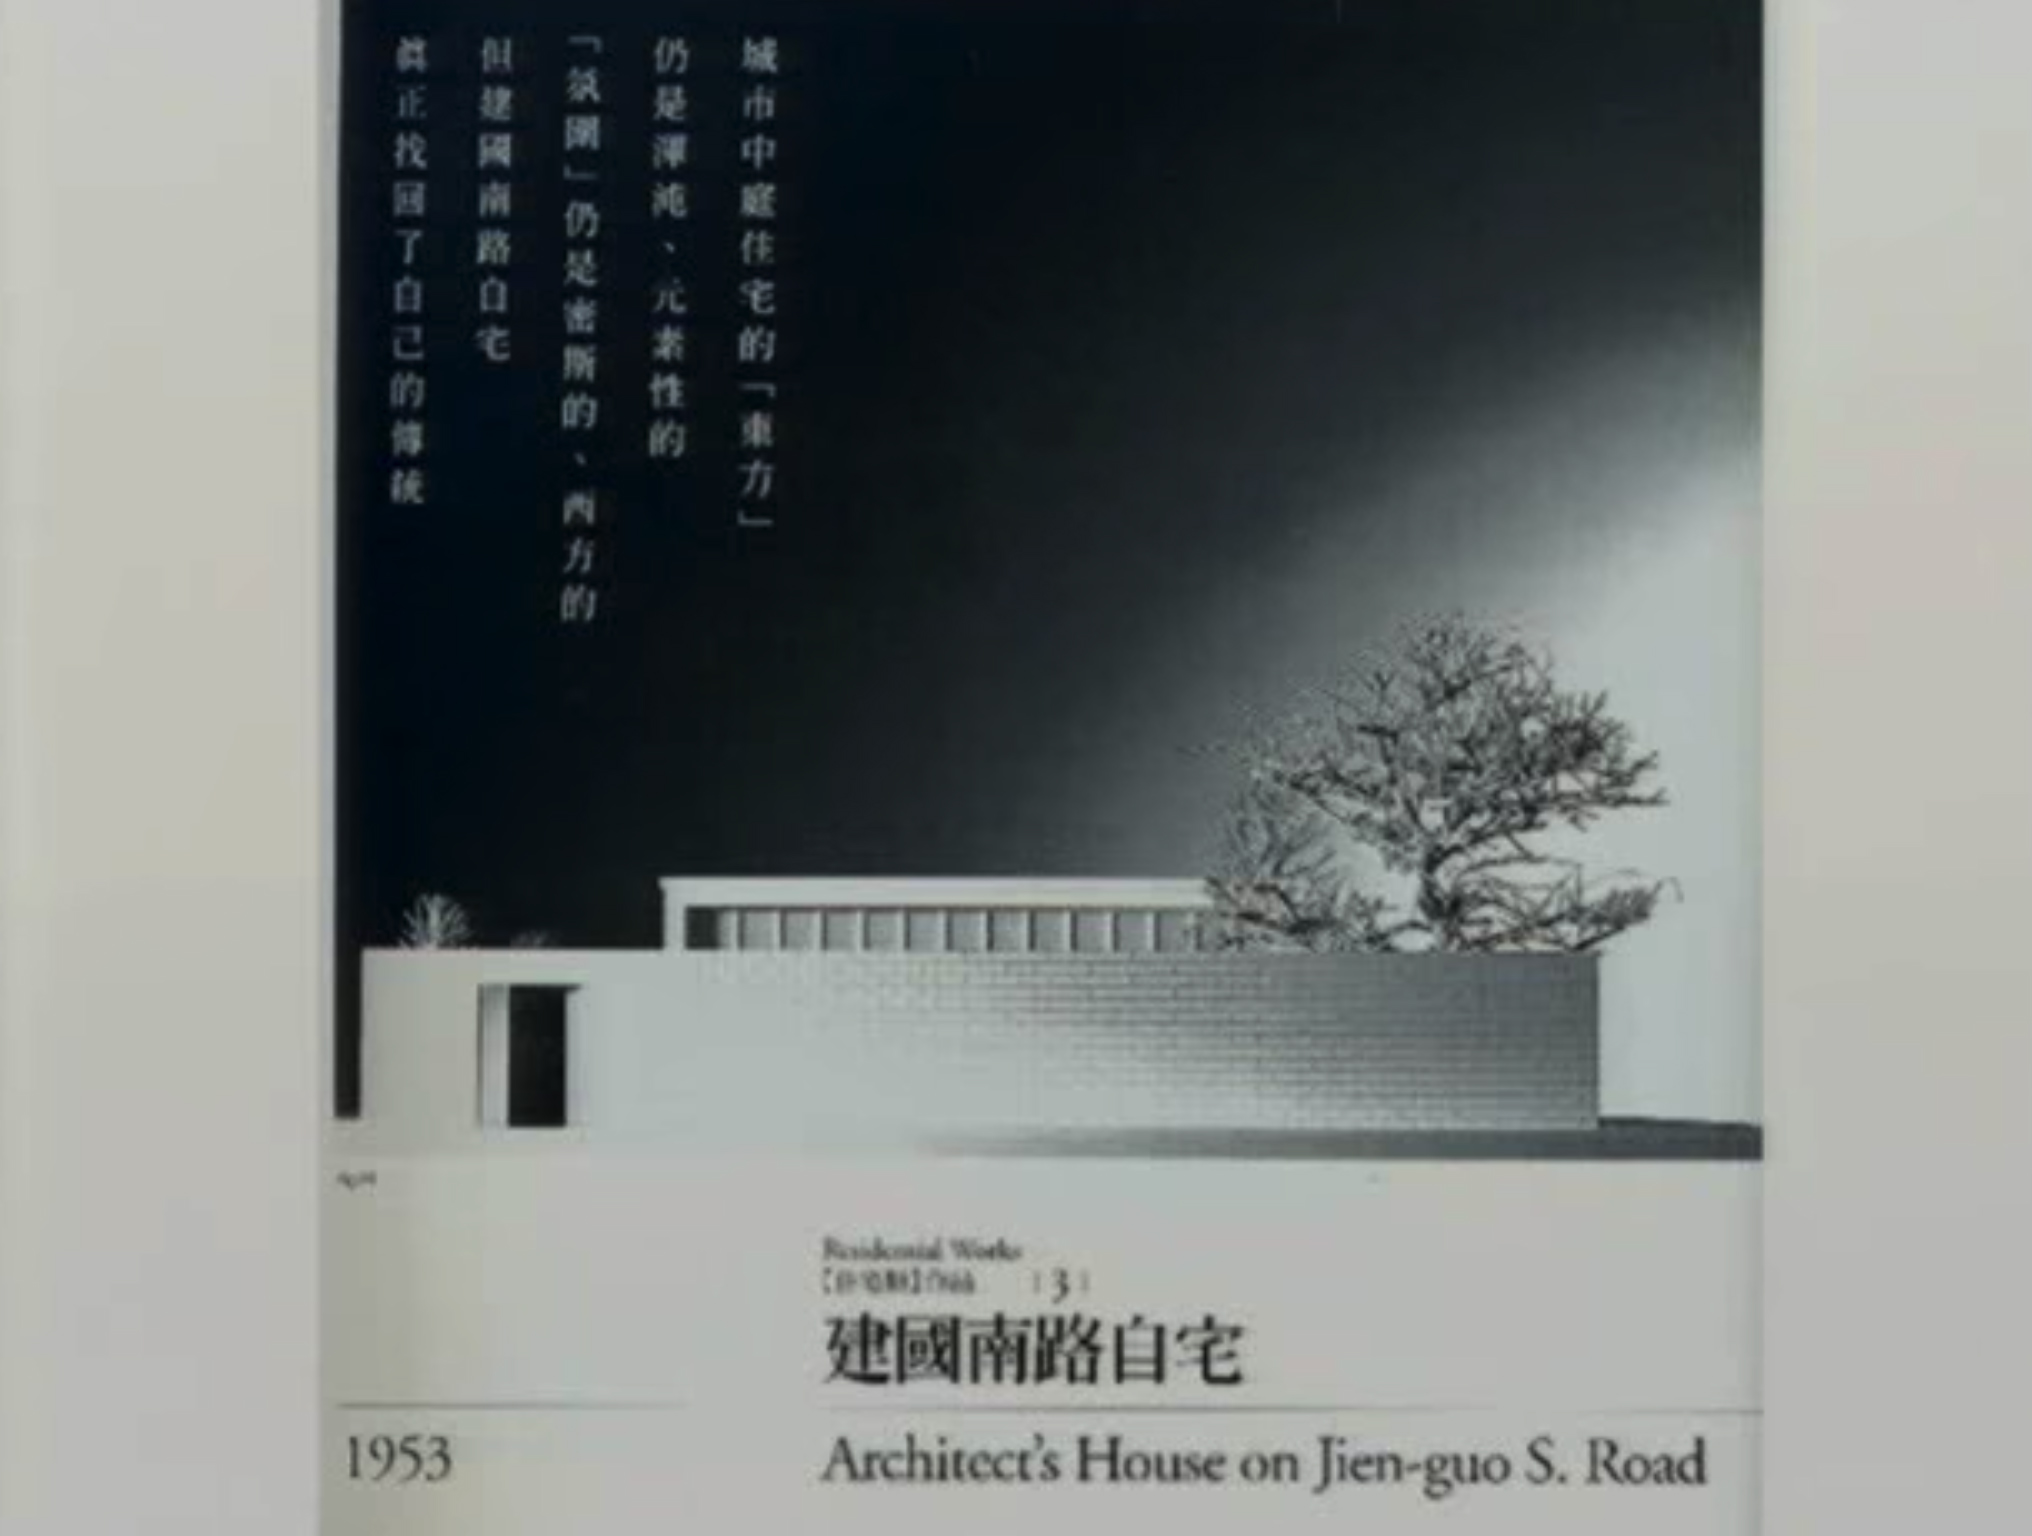 城市中庭住宅的「東方」
仍是渾沌、元素性的
「氛圍」仍是密斯的、西方的
但建國南路自宅
眞正找回了自己的傳統
Residential Works
3
建國南路自宅
1953
Architect's House on Jien-guo S. Road